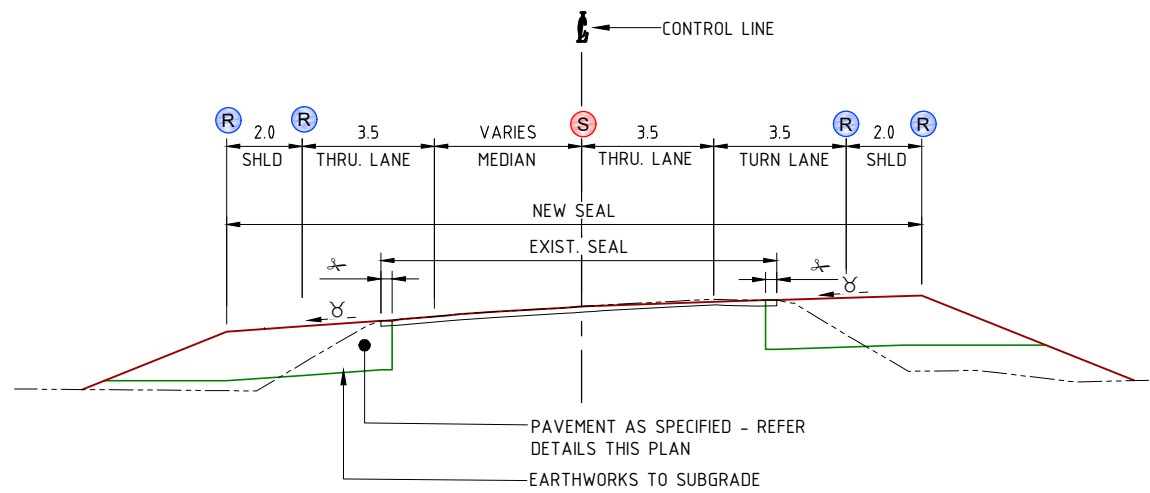 CONTROL LINE
R 2.0 R 3.5 VARIES S 3.5 3.5 R 2.0 R
SHLD THRU. LANE MEDIAN THRU. LANE TURN LANE SHLD
NEW SEAL
EXIST. SEAL
PAVEMENT AS SPECIFIED - REFER
DETAILS THIS PLAN
EARTHWORKS TO SUBGRADE